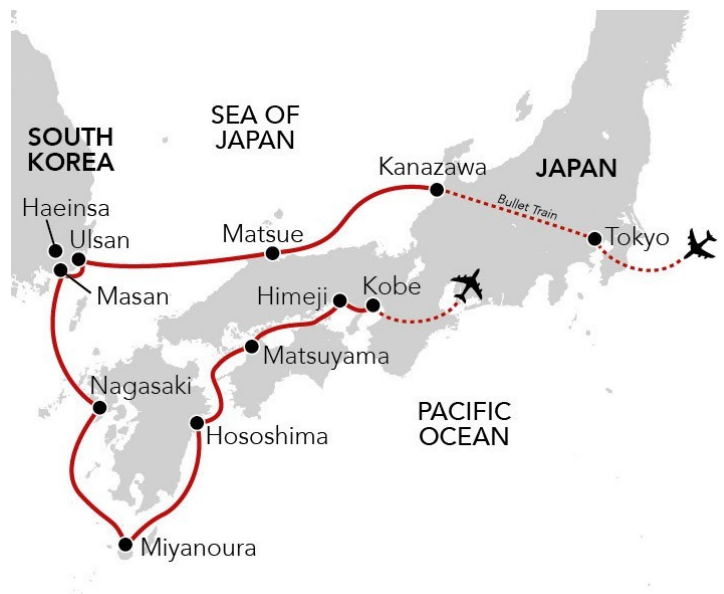 SEA OF
JAPAN
SOUTH
KOREA
Kanazawa
JAPAN
Bullet Train
Haeinsa
Ulsan
Matsue
Tokyo
Masan
Himeji
Kobe
Matsuyama
Nagasaki
PACIFIC
OCEAN
Hososhima
Miyanoura